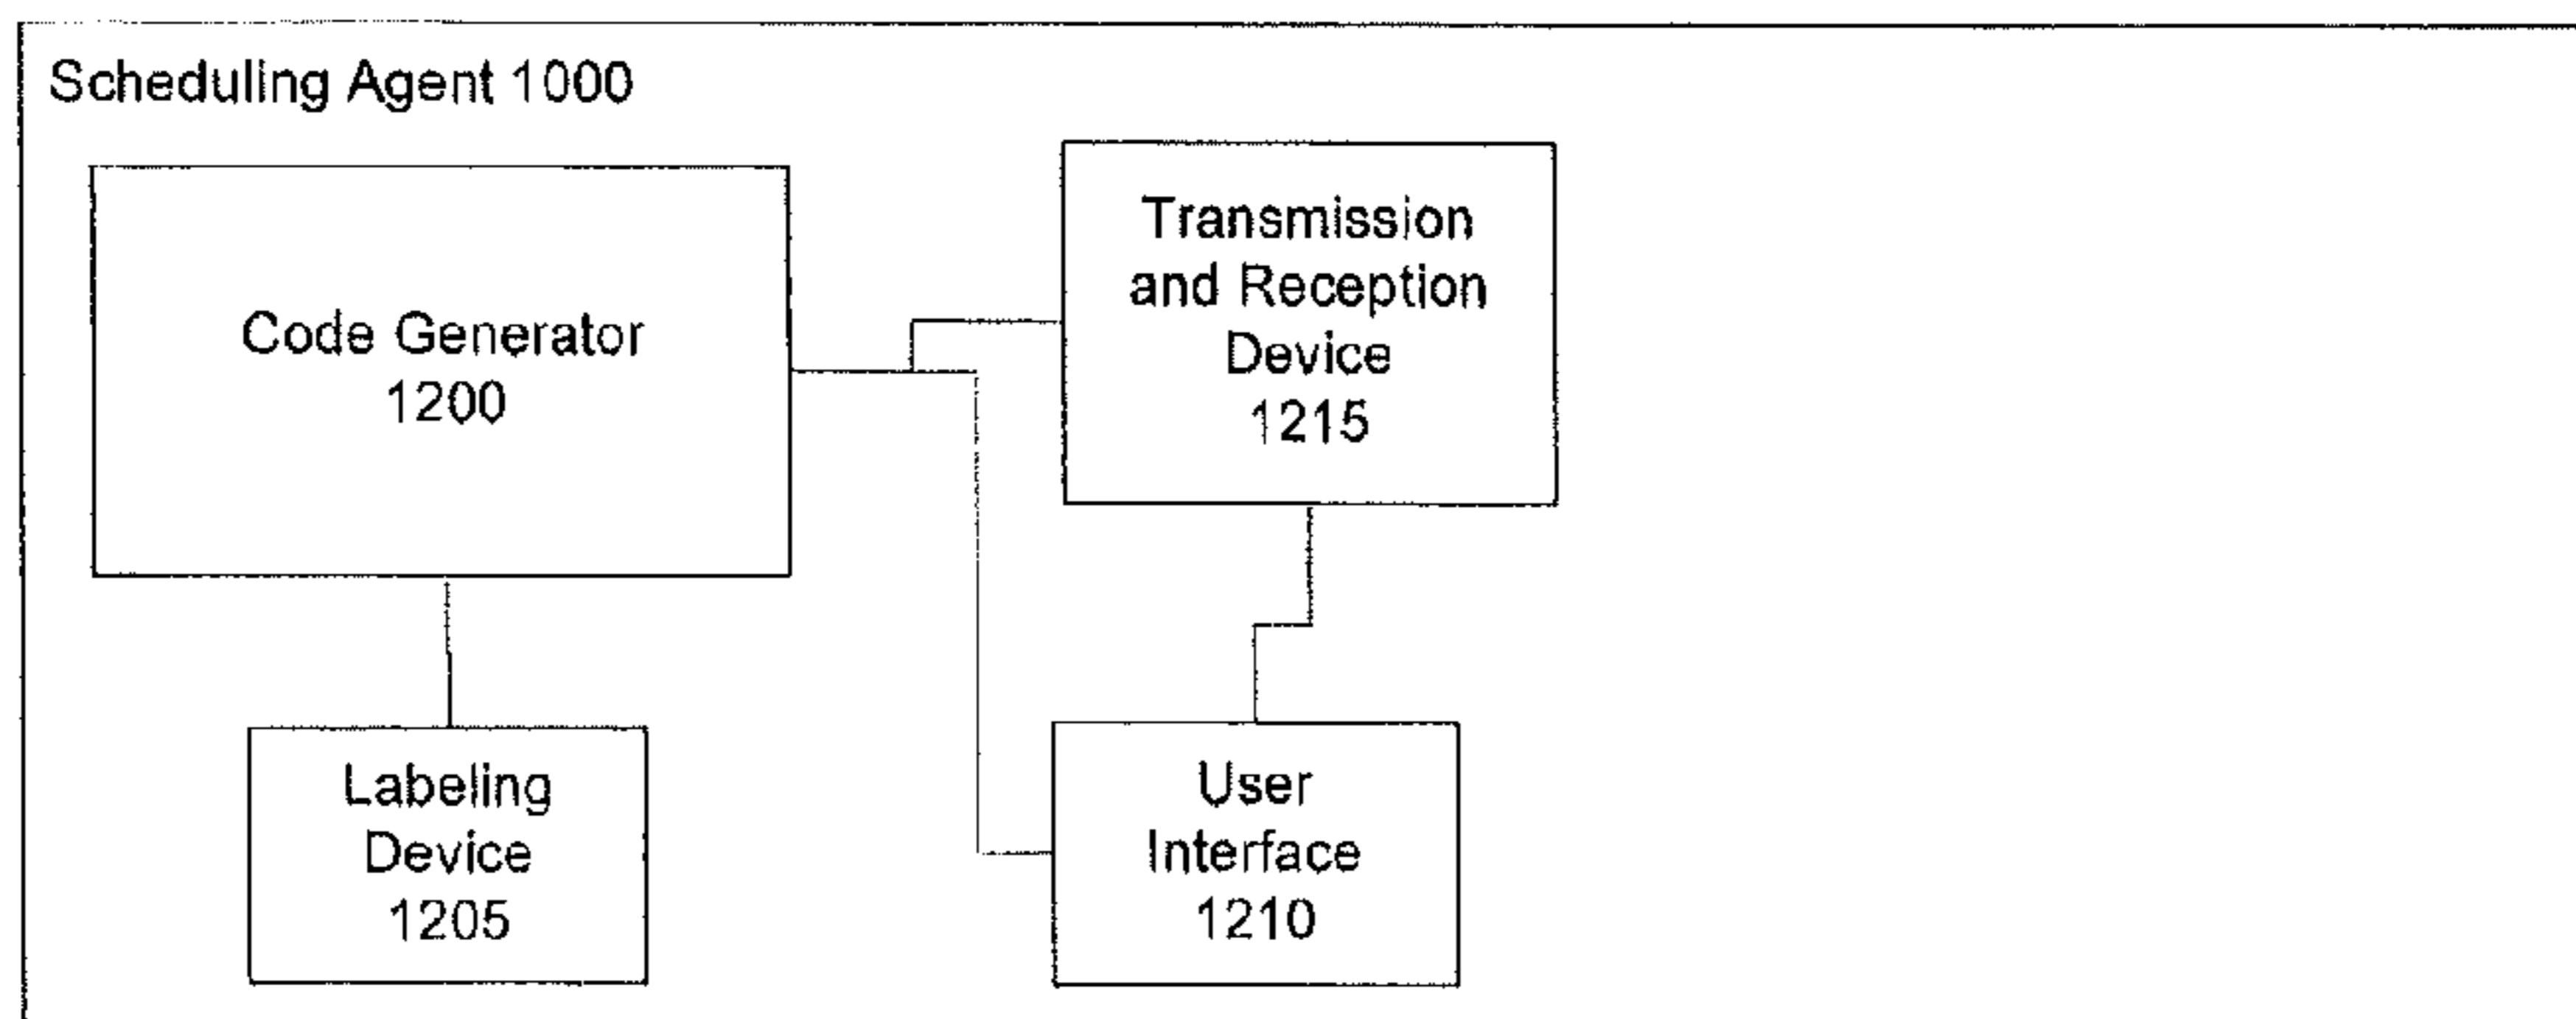 Scheduling Agent 1000
Code Generator
1200
Transmission
and Reception
Device
1215
Labeling
Device
1205
User
Interface
1210